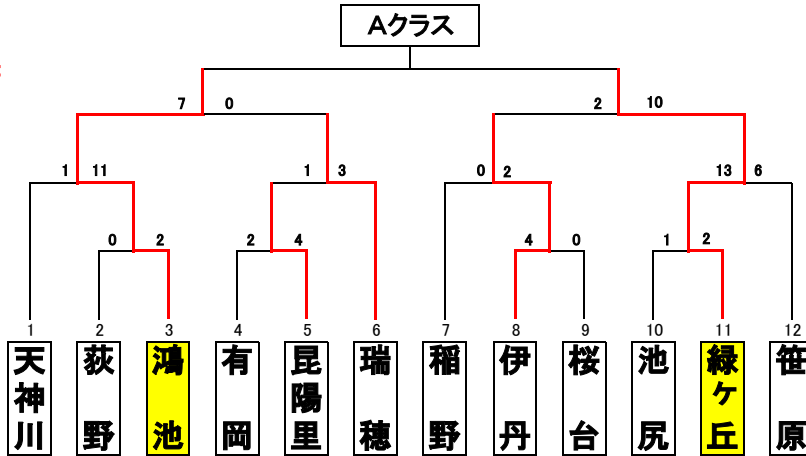 Aクラス
7 0
2 10
1 11
1 3
0 2
13 6
0 2
2 4
4 0
1 2
1 2 3 4 5 6 7 8 9 10 11 12
天神川
荻野
鴻池
有岡
昆陽里
瑞穂
稲野
伊丹
桜台
池尻
緑ケ丘
笹原